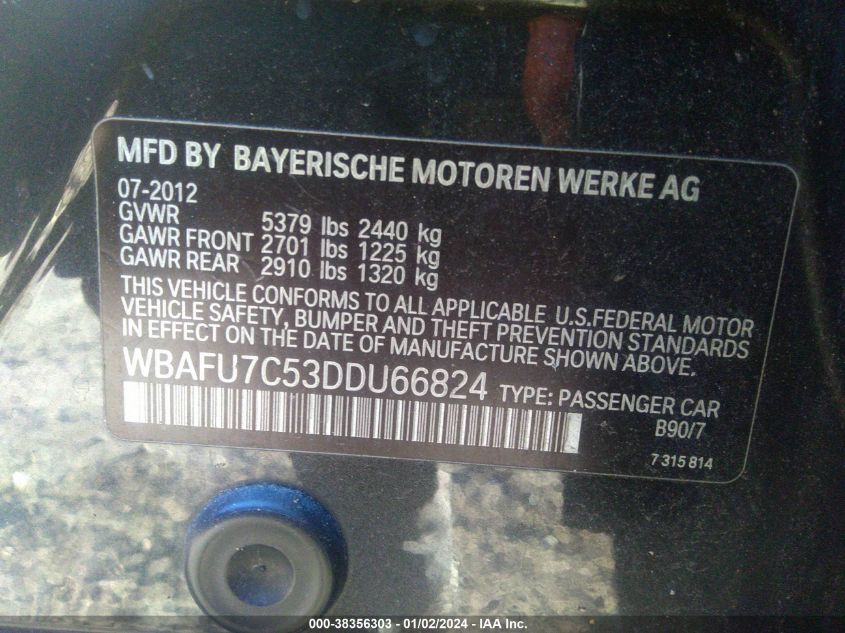 MFD BY BAYERISCHE MOTOREN WERKE AG
07-2012
GVWR 5379 lbs 2440 kg
GAWR FRONT 2701 lbs 1225 kg
GAWR REAR 2910 lbs 1320 kg
THIS VEHICLE CONFORMS TO ALL APPLICABLE U.S.FEDERAL MOTOR
VEHICLE SAFETY, BUMPER AND THEFT PREVENTION STANDARDS
IN EFFECT ON THE DATE OF MANUFACTURE SHOWN ABOVE.
WBAFU7C53DDU66824 TYPE: PASSENGER CAR
B90/7
7 315 814
000-38356303 - 01/02/2024 - IAA Inc.